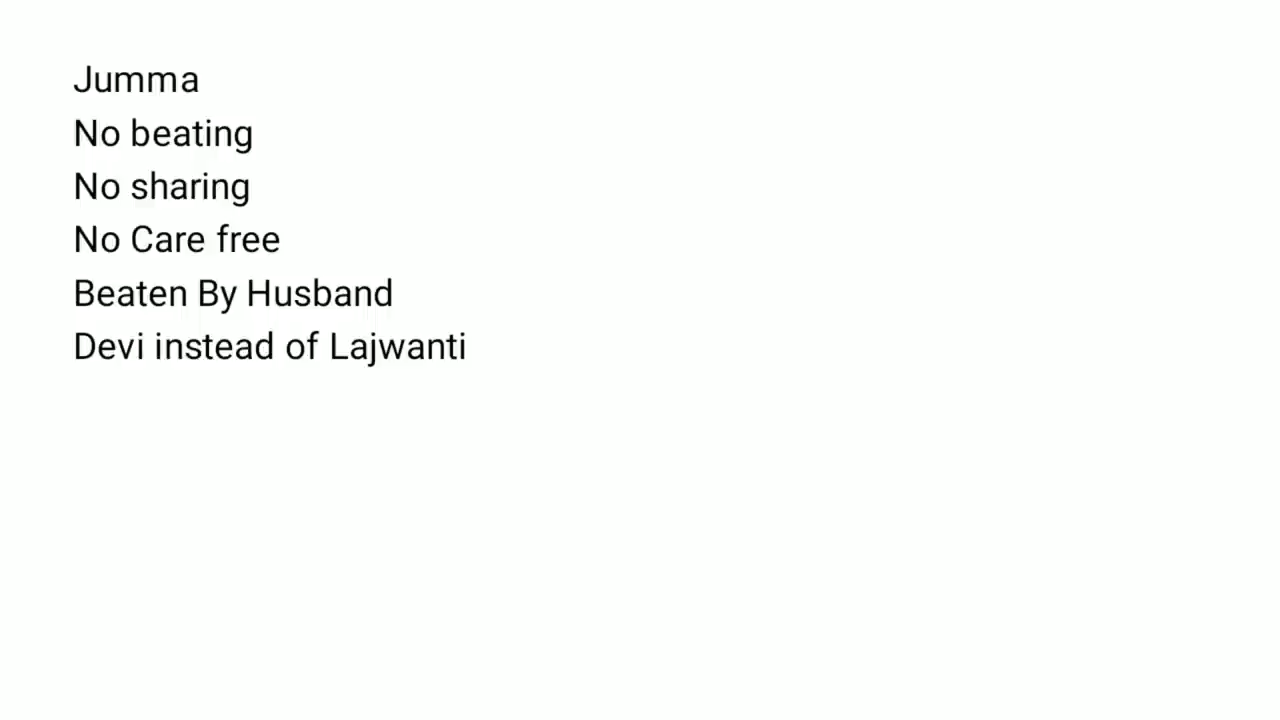 Jumma
No beating
No sharing
No Care free
Beaten By Husband
Devi instead of Lajwanti